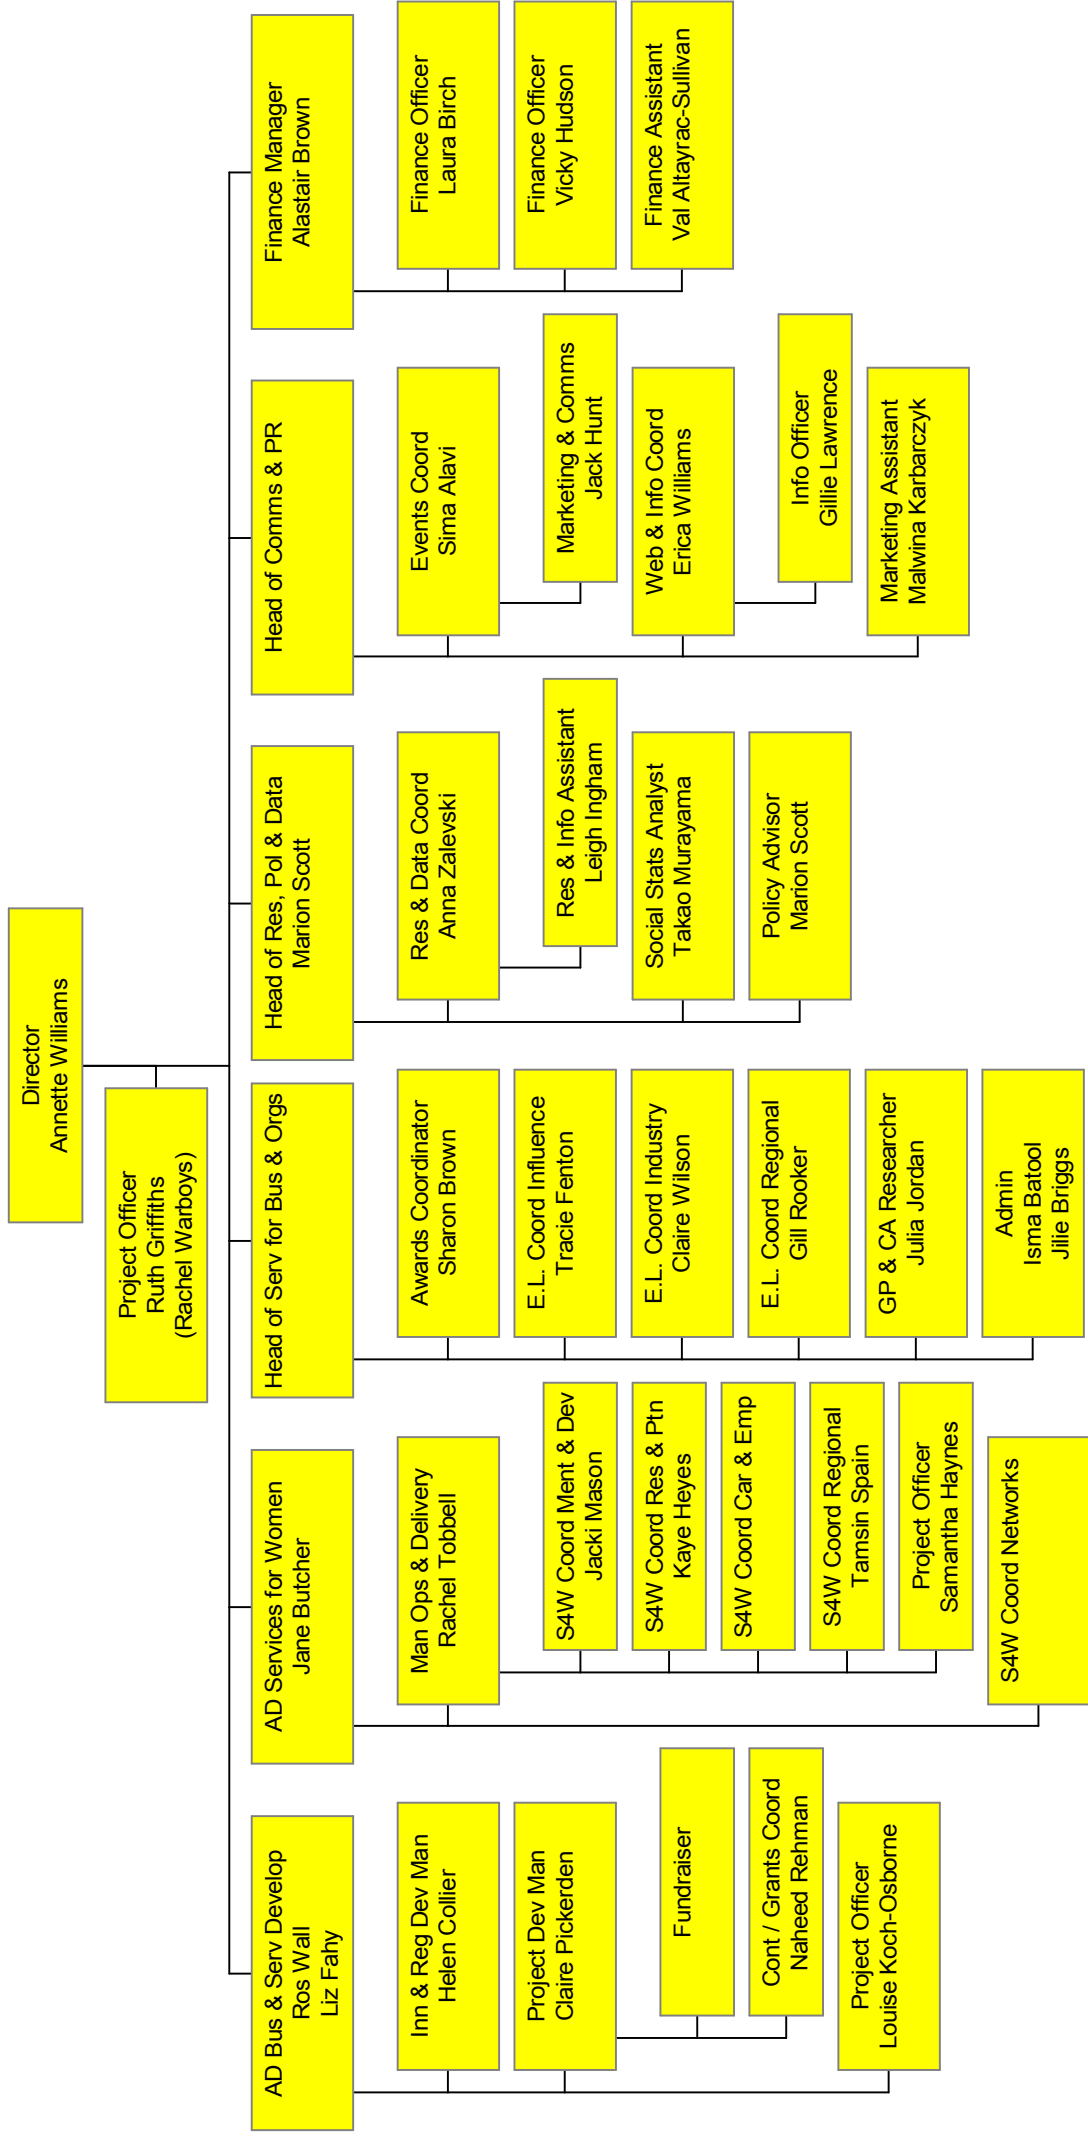 Director
Annette Williams
Project Officer
Ruth Griffiths
(Rachel Warboys)
AD Bus & Serv Develop
Ros Wall
Liz Fahy
Inn & Reg Dev Man
Helen Collier
Project Dev Man
Claire Pickerden
Fundraiser
Cont / Grants Coord
Naheed Rehman
Project Officer
Louise Koch-Osborne
AD Services for Women
Jane Butcher
Man Ops & Delivery
Rachel Tobbell
S4W Coord Ment & Dev
Jacki Mason
S4W Coord Res & Ptn
Kaye Heyes
S4W Coord Car & Emp
S4W Coord Regional
Tamsin Spain
Project Officer
Samantha Haynes
S4W Coord Networks
Head of Serv for Bus & Orgs
Awards Coordinator
Sharon Brown
E.L. Coord Influence
Tracie Fenton
E.L. Coord Industry
Claire Wilson
E.L. Coord Regional
Gill Rooker
GP & CA Researcher
Julia Jordan
Admin
Isma Batool
Jilie Briggs
Head of Res, Pol & Data
Marion Scott
Res & Data Coord
Anna Zalevski
Res & Info Assistant
Leigh Ingham
Social Stats Analyst
Takao Murayama
Policy Advisor
Marion Scott
Head of Comms & PR
Events Coord
Sima Alavi
Marketing & Comms
Jack Hunt
Web & Info Coord
Erica Williams
Info Officer
Gillie Lawrence
Marketing Assistant
Malwina Karbarczyk
Finance Manager
Alastair Brown
Finance Officer
Laura Birch
Finance Officer
Vicky Hudson
Finance Assistant
Val Altayrac-Sullivan